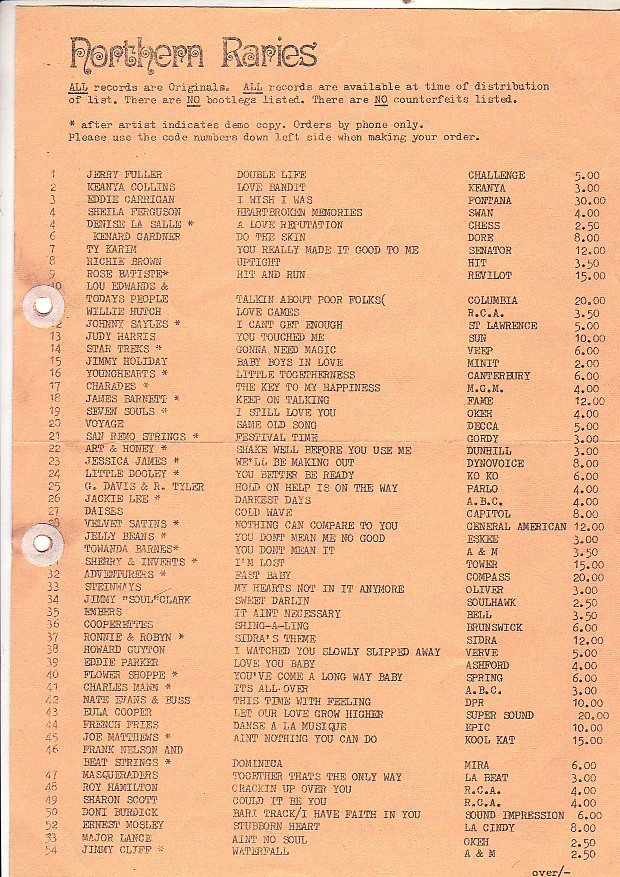 Northern Raries
ALL records are Originals. ALL records are available at time of distribution
of list. There are NO bootlegs listed. There are NO counterfeits listed.
* after artist indicates demo copy. Orders by phone only.
Please use the code numbers down left side when making your order.
1 JERRY FULLER DOUBLE LIFE CHALLENGE 5.00
2 KEANYA COLLINS LOVE BANDIT KEANYA 3.00
3 EDDIE CARRIGAN I WISH I WAS FONTANA 30.00
4 SHEILA FERGUSON HEARTBROKEN MEMORIES SWAN 4.00
4 DENISE LA SALLE * A LOVE REPUTATION CHESS 2.50
6 KENARD GARDNER DO THE SKIN DORE 8.00
7 TY KARIM YOU REALLY MADE IT GOOD TO ME SENATOR 12.00
8 RICHIE BROWN UPTIGHT HIT 3.50
9 ROSE BATISTE* HIT AND RUN REVILOT 15.00
10 LOU EDWARDS &
TODAYS PEOPLE TALKIN ABOUT POOR FOLKS( COLUMBIA 20.00
WILLIE HUTCH LOVE GAMES R.C.A. 3.50
12 JOHNNY SAYLES * I CANT GET ENOUGH ST LAWRENCE 5.00
13 JUDY HARRIS YOU TOUCHED ME SUN 10.00
14 STAR TREKS * GONNA NEED MAGIC VEEP 6.00
15 JIMMY HOLIDAY BABY BOYS IN LOVE MINIT 2.00
16 YOUNGHEARTS * LITTLE TOGETHERNESS CANTERBURY 6.00
17 CHARADES * THE KEY TO MY HAPPINESS M.G.M. 4.00
18 JAMES BARNETT * KEEP ON TALKING FAME 12.00
19 SEVEN SOULS * I STILL LOVE YOU OKEH 4.00
20 VOYAGE SAME OLD SONG DECCA 5.00
21 SAN REMO STRINGS * FESTIVAL TIME GORDY 3.00
22 ART & HONEY * SHAKE WELL BEFORE YOU USE ME DUNHILL 3.00
23 JESSICA JAMES * WE'LL BE MAKING OUT DYNOVOICE 8.00
24 LITTLE DOOLEY * YOU BETTER BE READY KO KO 6.00
25 G. DAVIS & R. TYLER HOLD ON HELP IS ON THE WAY PARLO 4.00
26 JACKIE LEE * DARKEST DAYS A.B.C. 4.00
27 DAISES COLD WAVE CAPITOL 8.00
28 VELVET SATINS * NOTHING CAN COMPARE TO YOU GENERAL AMERICAN 12.00
JELLY BEANS * YOU DONT MEAN ME NO GOOD ESKEE 3.00
TOWANDA BARNES* YOU DONT MEAN IT A & M 3.50
SHERRY & INVERTS * I'M LOST TOWER 15.00
32 ADVENTURERS * EASY BABY COMPASS 20.00
33 STEINWAYS MY HEARTS NOT IN IT ANYMORE OLIVER 3.00
34 JIMMY "SOUL"CLARK SWEET DARLIN SOULHAWK 2.50
35 EMBERS IT AINT NECESSARY BELL 3.50
36 COOPERETTES SHING-A-LING BRUNSWICK 6.00
37 RONNIE & ROBYN * SIDRA'S THEME SIDRA 12.00
38 HOWARD GUYTON I WATCHED YOU SLOWLY SLIPPED AWAY VERVE 5.00
39 EDDIE PARKER LOVE YOU BABY ASHFORD 4.00
40 FLOWER SHOPPE * YOU'VE COME A LONG WAY BABY SPRING 6.00
41 CHARLES MANN * ITS ALL OVER A.B.C. 3.00
42 NATE EVANS & BUSS THIS TIME WITH FEELING DPR 10.00
43 EULA COOPER LET OUR LOVE GROW HIGHER SUPER SOUND 20.00
44 FRENCH FRIES DANSE A LA MUSIQUE EPIC 10.00
45 JOE MATTHEWS * AINT NOTHING YOU CAN DO KOOL KAT 15.00
46 FRANK NELSON AND
BEAT STRINGS * DOMINICA MIRA 6.00
47 MASQUERADERS TOGETHER THATS THE ONLY WAY LA BEAT 3.00
48 ROY HAMILTON CRACKIN UP OVER YOU R.C.A. 4.00
49 SHARON SCOTT COULD IT BE YOU R.C.A. 4.00
50 DONI BURDICK BARI TRACK/I HAVE FAITH IN YOU SOUND IMPRESSION 6.00
52 ERNEST MOSLEY STUBBORN HEART LA CINDY 8.00
53 MAJOR LANCE AINT NO SOUL OKEH 2.50
54 JIMMY CLIFF * WATERFALL A & M 2.50
over/-